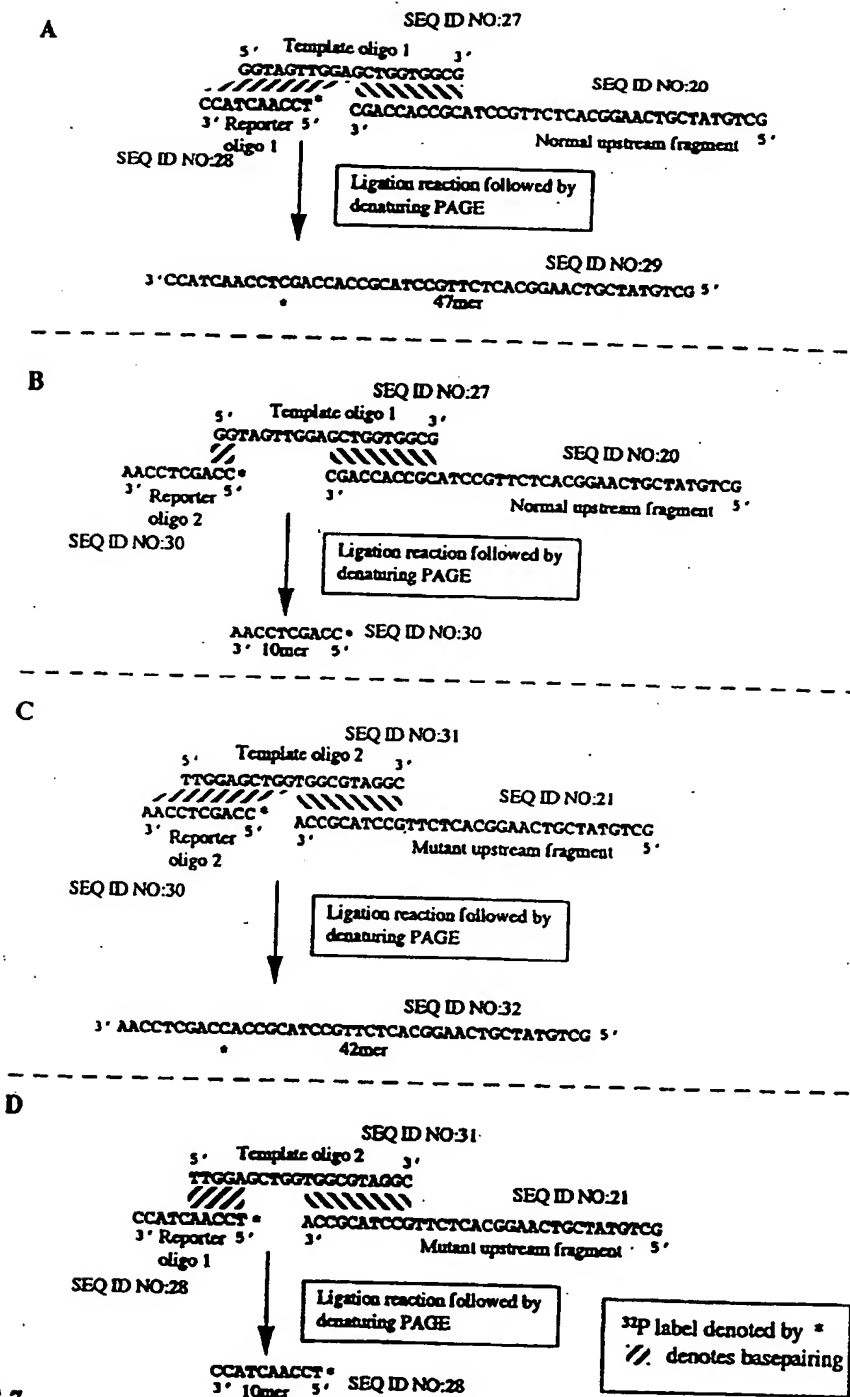 A
SEQ ID NO:27
5' Template oligo 1 3'
GGTAGTTGGAGCTGGTGGCG
SEQ ID NO:20
CCATCAACCT* CGACCACCGCATCCGTTCTCACGGAACTGCTATGTCG
3' Reporter 5' 3' Normal upstream fragment 5'
oligo 1
SEQ ID NO:28
Ligation reaction followed by
denaturing PAGE
SEQ ID NO:29
3'CCATCAACCTCGACCACCGCATCCGTTCTCACGGAACTGCTATGTCG 5'
* 47mer
B
SEQ ID NO:27
5' Template oligo 1 3'
GGTAGTTGGAGCTGGTGGCG
SEQ ID NO:20
AACCTCGACC* CGACCACCGCATCCGTTCTCACGGAACTGCTATGTCG
3' Reporter 5' 3' Normal upstream fragment 5'
oligo 2
SEQ ID NO:30
Ligation reaction followed by
denaturing PAGE
AACCTCGACC* SEQ ID NO:30
3' 10mer 5'
C
SEQ ID NO:31
5' Template oligo 2 3'
TTGGAGCTGGTGGCGTAGGC
SEQ ID NO:21
AACCTCGACC* ACCGCATCCGTTCTCACGGAACTGCTATGTCG
3' Reporter 5' 3' Mutant upstream fragment 5'
oligo 2
SEQ ID NO:30
Ligation reaction followed by
denaturing PAGE
SEQ ID NO:32
3' AACCTCGACCACCGCATCCGTTCTCACGGAACTGCTATGTCG 5'
* 42mer
D
SEQ ID NO:31
5' Template oligo 2 3'
TTGGAGCTGGTGGCGTAGGC
SEQ ID NO:21
CCATCAACCT* ACCGCATCCGTTCTCACGGAACTGCTATGTCG
3' Reporter 5' 3' Mutant upstream fragment 5'
oligo 1
SEQ ID NO:28
Ligation reaction followed by
denaturing PAGE
³²P label denoted by *
denotes basepairing
CCATCAACCT*
3' 10mer 5' SEQ ID NO:28